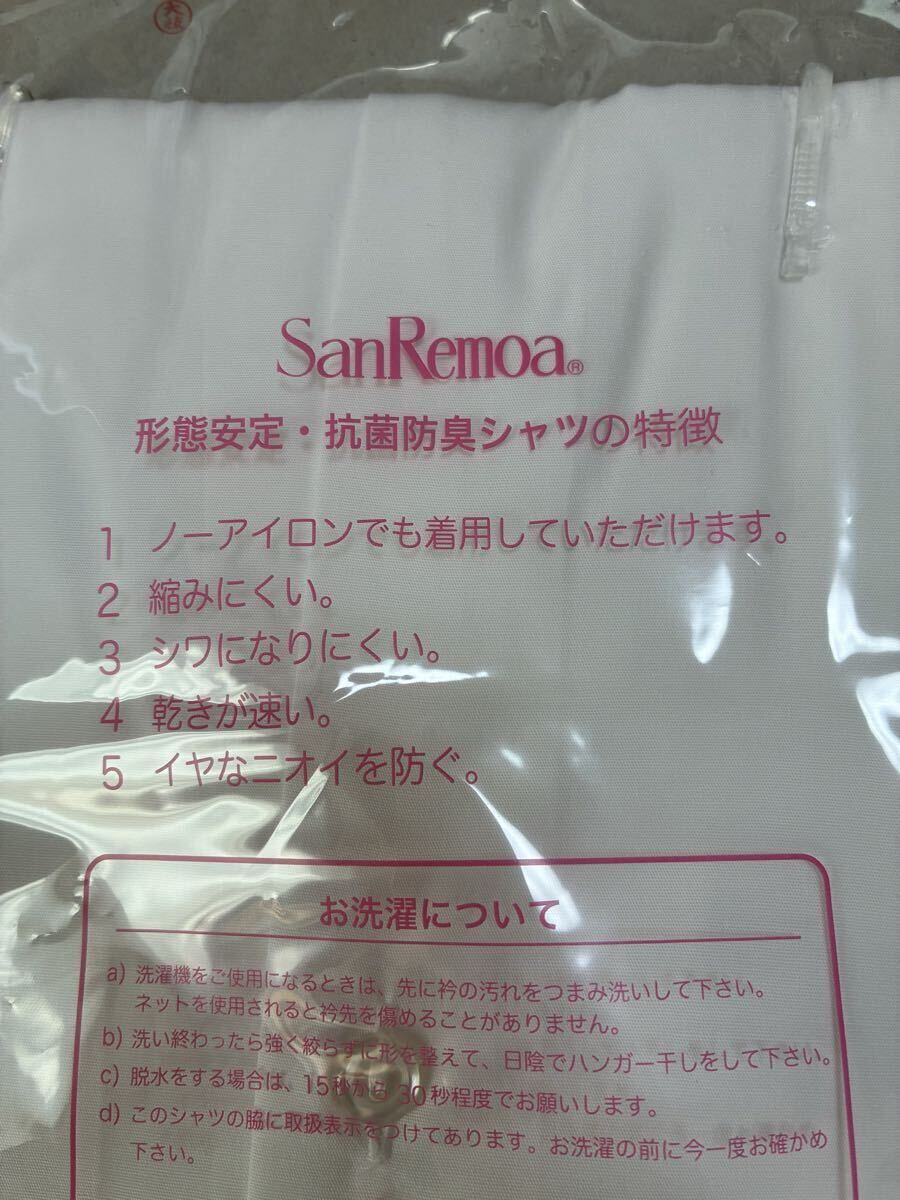 SanRemoa®
形態安定・抗菌防臭シャツの特徴
1 ノーアイロンでも着用していただけます。
2 縮みにくい。
3 シワになりにくい。
4 乾きが速い。
5 イヤなニオイを防ぐ。
お洗濯について
a) 洗濯機をご使用になるときは、先に衿の汚れをつまみ洗いして下さい。
ネットを使用されると衿先を傷めることがありません。
b) 洗い終わったら強く絞らずに形を整えて、日陰でハンガー干しをして下さい。
c) 脱水をする場合は、15秒から30秒程度でお願いします。
d) このシャツの脇に取扱表示をつけてあります。お洗濯の前に今一度お確かめ
下さい。